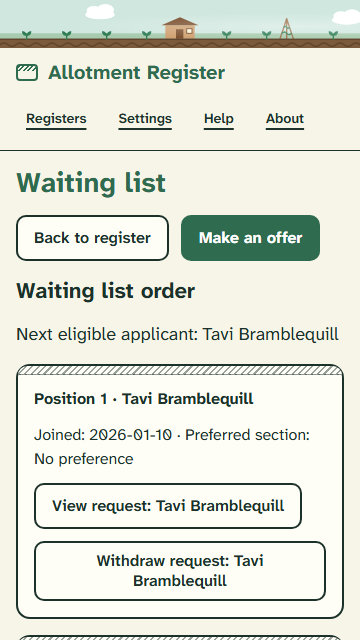 Allotment Register
Registers Settings Help About
Waiting list
Back to register Make an offer
Waiting list order
Next eligible applicant: Tavi Bramblequill
Position 1 · Tavi Bramblequill
Joined: 2026-01-10 · Preferred section:
No preference
View request: Tavi Bramblequill
Withdraw request: Tavi
Bramblequill